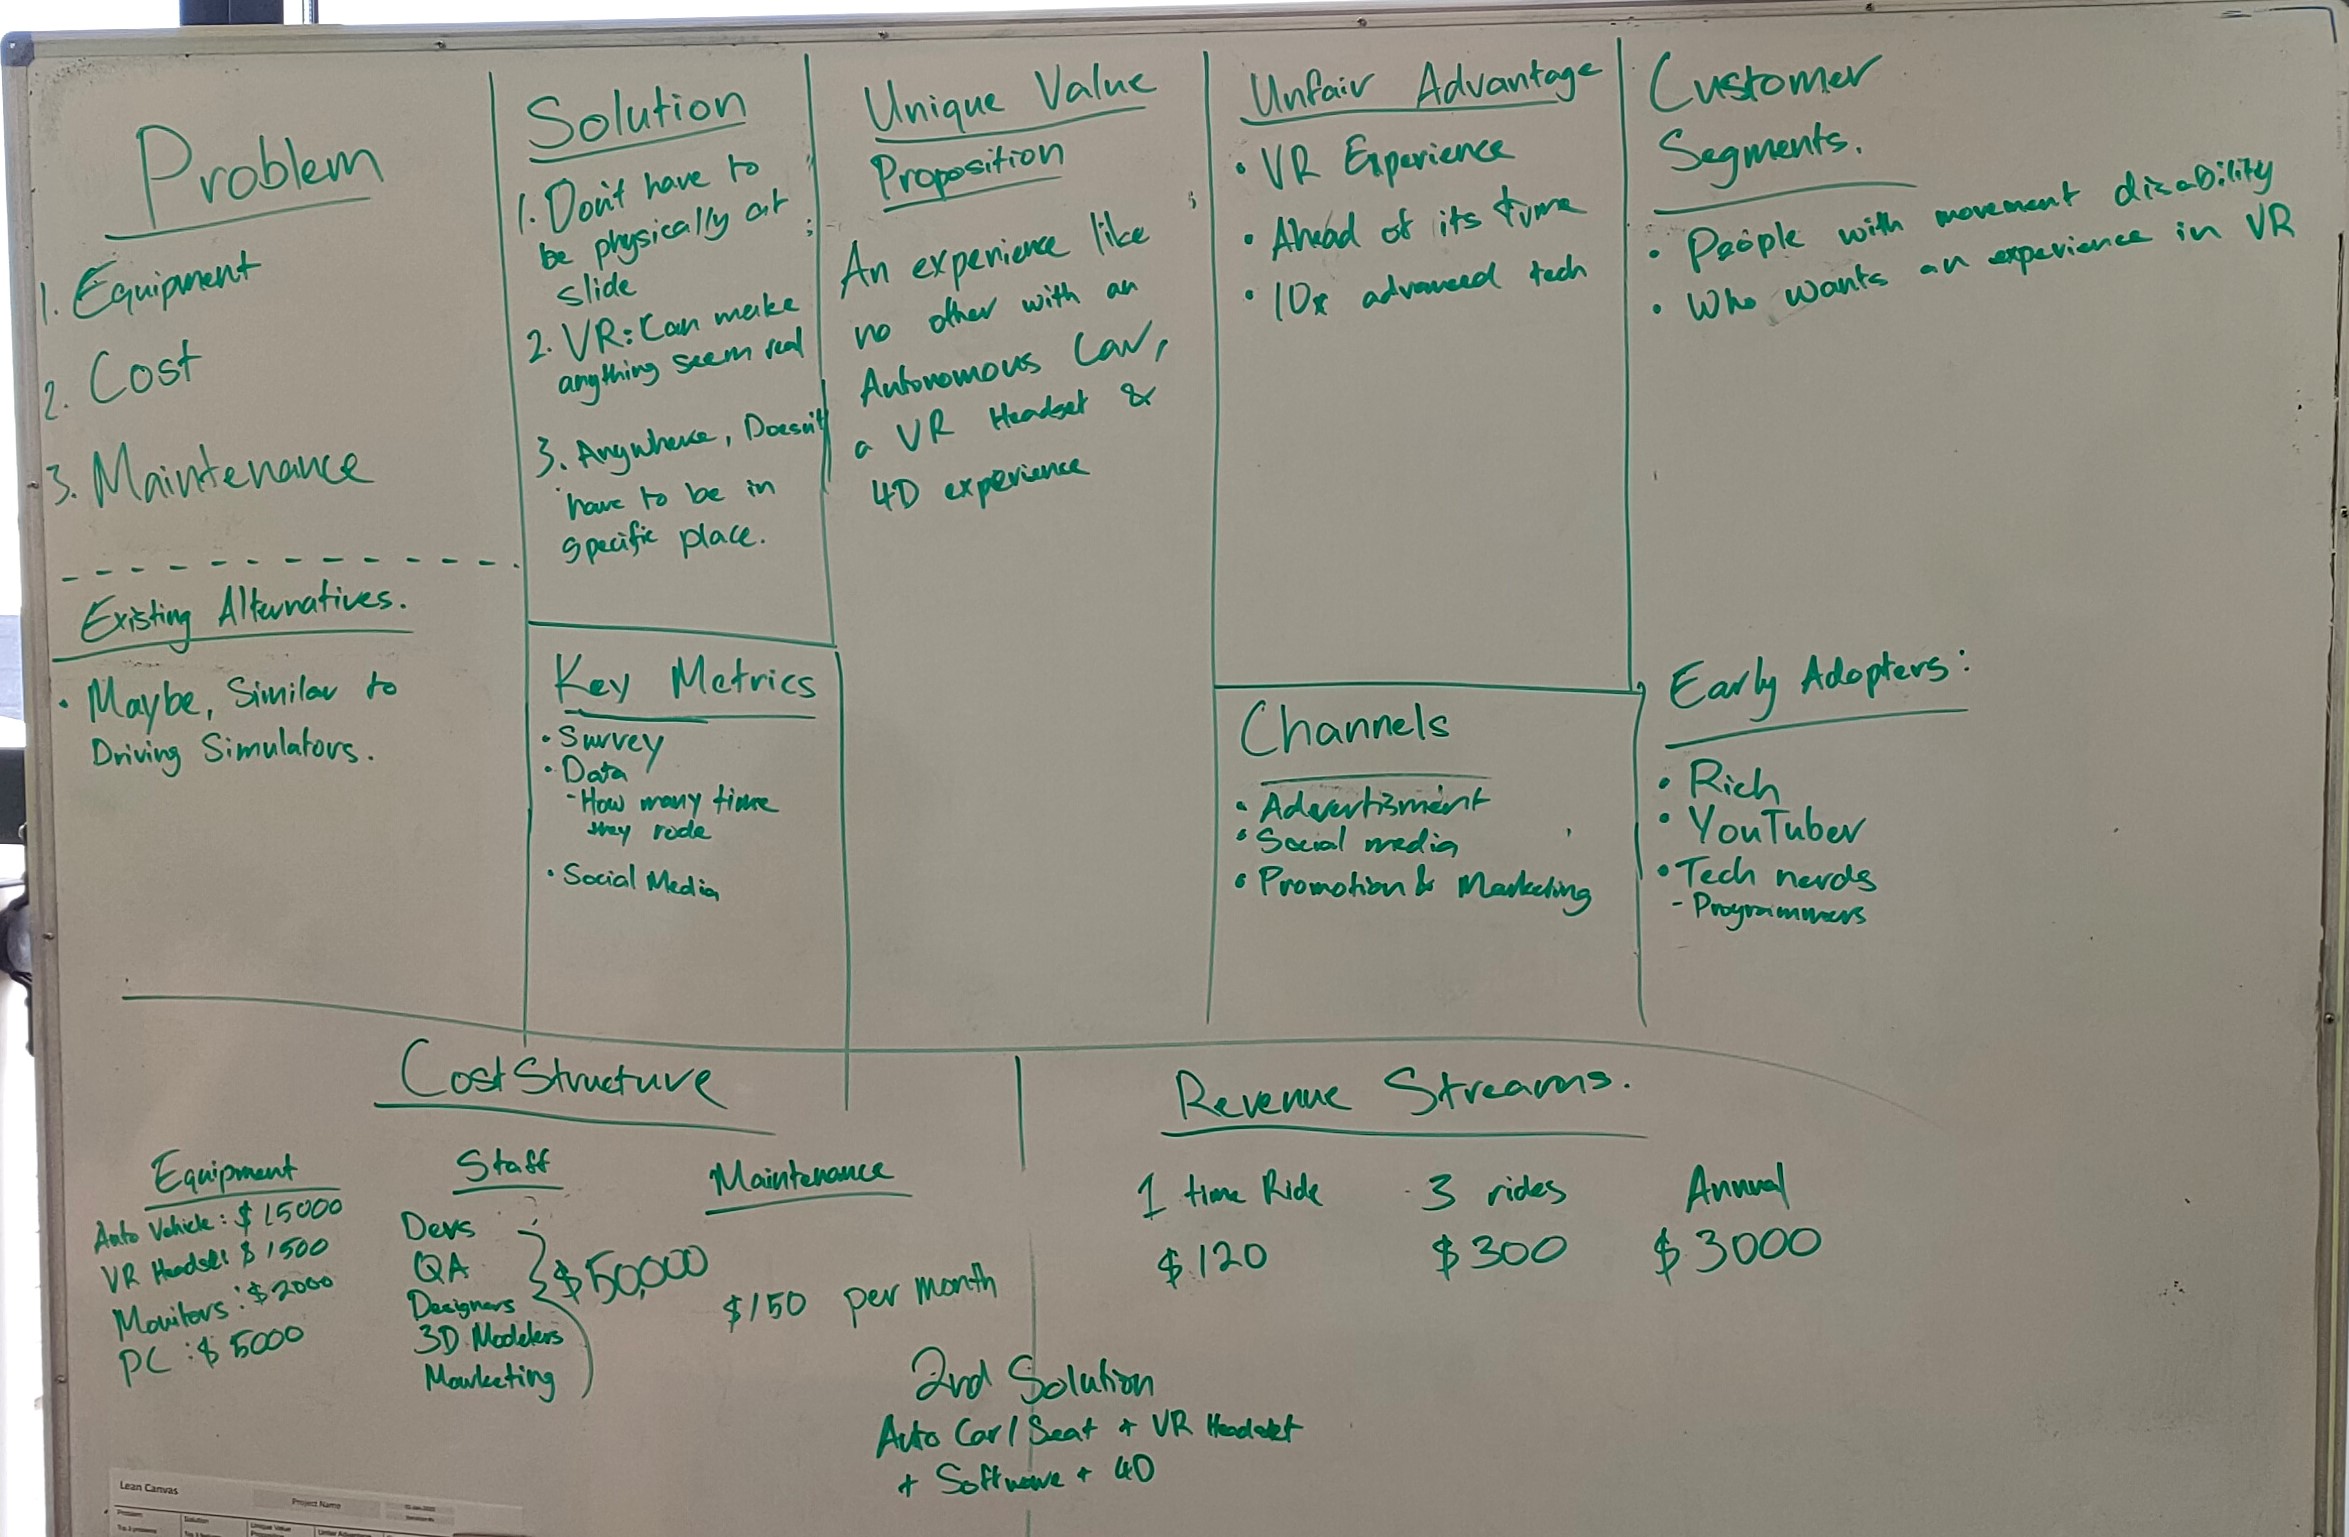 Problem
1. Equipment
2. Cost
3. Maintenance
Existing Alternatives.
• Maybe, Similar to
Driving Simulators.
Solution
1. Don't have to
be physically at
slide
2. VR: Can make
anything seem real
3. Anywhere, Doesn't
have to be in
specific place.
Key Metrics
• Survey
• Data
- How many time
they rode
• Social Media
Unique Value
Proposition
An experience like
no other with an
Autonomous Car,
a VR Headset &
4D experience
Unfair Advantage
• VR Experience
• Ahead of its time
• 10x advanced tech
Channels
• Advertisment
• Social media
• Promotion & Marketing
Customer
Segments.
• People with movement disability
• Who wants an experience in VR
Early Adopters:
• Rich
• YouTuber
• Tech nerds
- Programmers
Cost Structure
Equipment
Auto Vehicle: $15000
VR Headset $1500
Monitors: $2000
PC: $5000
Staff
Devs
QA
Designers
3D Modelers
Marketing
$50,000
Maintenance
$150 per month
Revenue Streams.
1 time Ride
$120
3 rides
$300
Annual
$3000
2nd Solution
Auto Car/Seat + VR Headset
+ Software + 4D
Lean Canvas
Project Name
Problem
Solution
Unique Value
Proposition
Top 3 problems